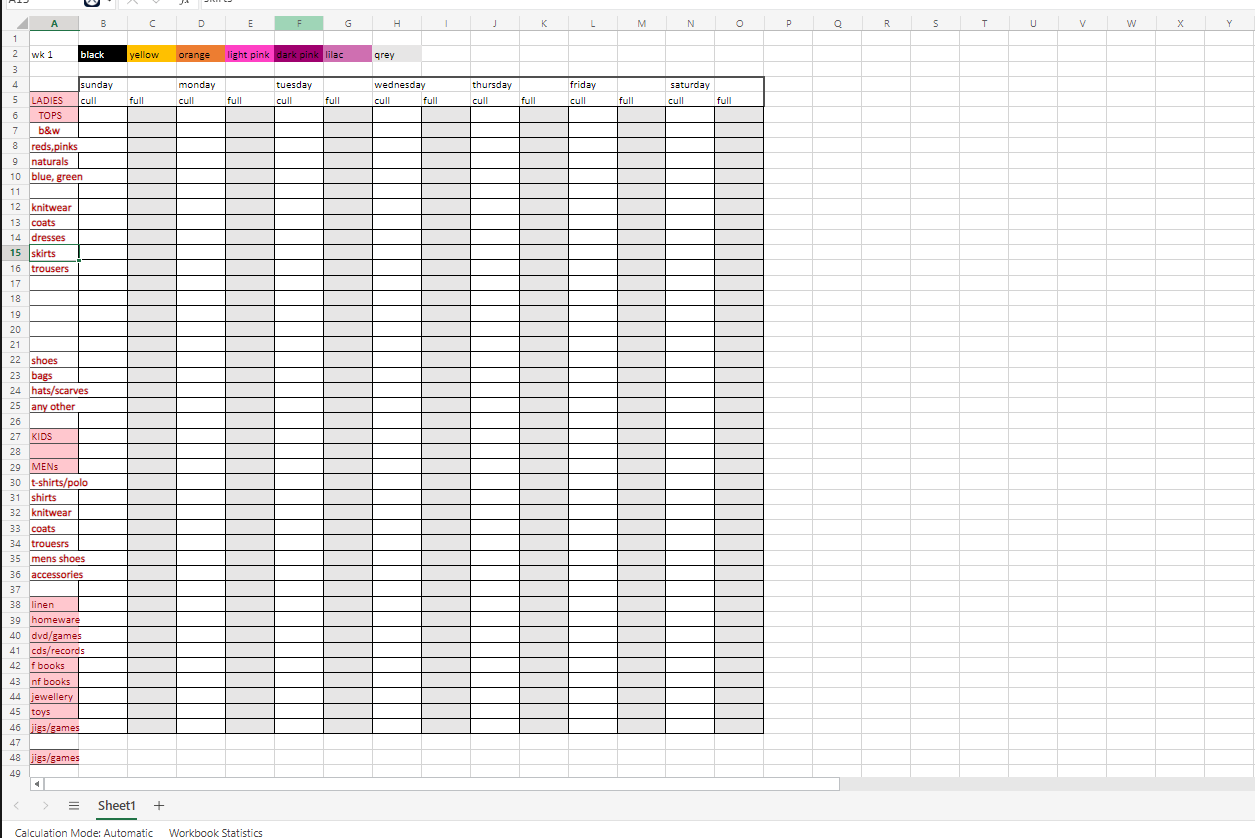 A B C D E F G H I J K L M N O P Q R S T U V W X Y
1
2 wk 1 black yellow orange light pink dark pink lilac grey
3
4 sunday monday tuesday wednesday thursday friday saturday
5 LADIES cull full cull full cull full cull full cull full cull full cull full
6 TOPS
7 b&w
8 reds,pinks
9 naturals
10 blue, green
11
12 knitwear
13 coats
14 dresses
15 skirts
16 trousers
17
18
19
20
21
22 shoes
23 bags
24 hats/scarves
25 any other
26
27 KIDS
28
29 MENs
30 t-shirts/polo
31 shirts
32 knitwear
33 coats
34 trouesrs
35 mens shoes
36 accessories
37
38 linen
39 homeware
40 dvd/games
41 cds/records
42 f books
43 nf books
44 jewellery
45 toys
46 jigs/games
47
48 jigs/games
49
Sheet1
Calculation Mode: Automatic Workbook Statistics